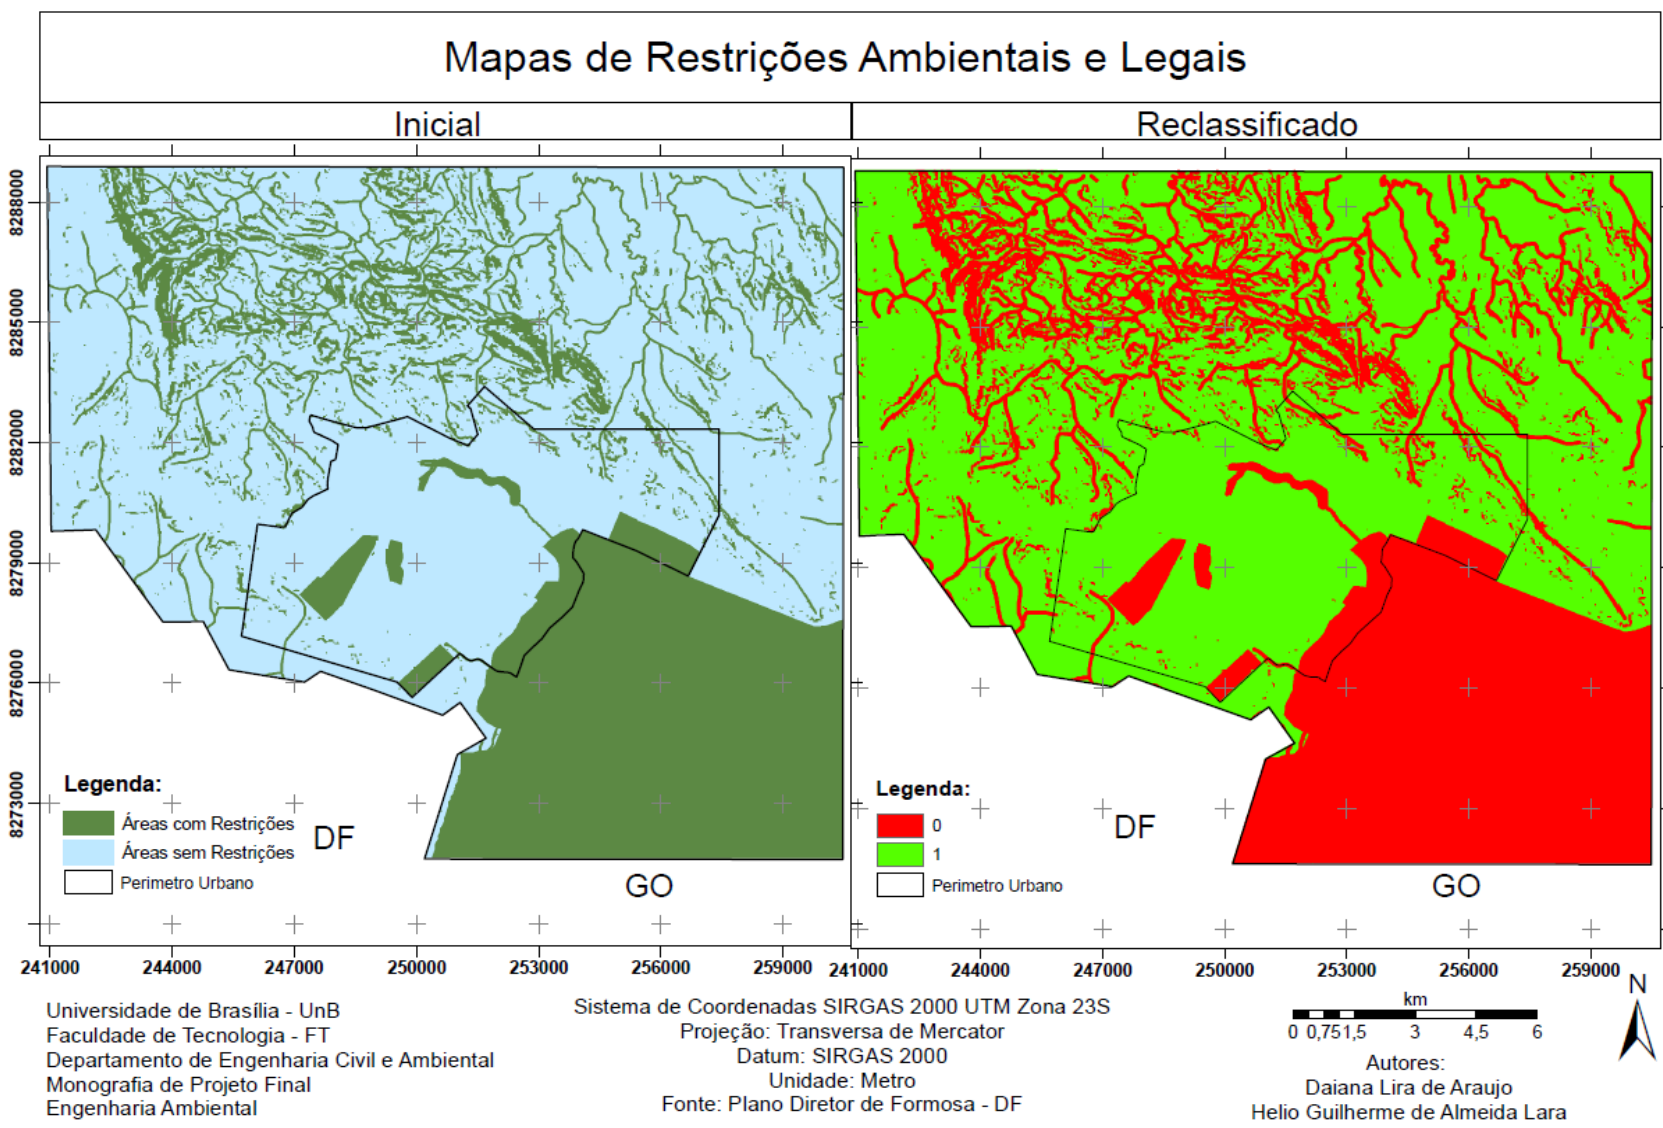 Mapas de Restrições Ambientais e Legais
Inicial
Reclassificado
8288000
8285000
8282000
8279000
8276000
8273000
Legenda:
Áreas com Restrições
Áreas sem Restrições
Perimetro Urbano
DF
GO
Legenda:
0
1
Perimetro Urbano
DF
GO
241000 244000 247000 250000 253000 256000 259000
241000 244000 247000 250000 253000 256000 259000
Universidade de Brasília - UnB
Faculdade de Tecnologia - FT
Departamento de Engenharia Civil e Ambiental
Monografia de Projeto Final
Engenharia Ambiental
Sistema de Coordenadas SIRGAS 2000 UTM Zona 23S
Projeção: Transversa de Mercator
Datum: SIRGAS 2000
Unidade: Metro
Fonte: Plano Diretor de Formosa - DF
km
0 0,75 1,5 3 4,5 6
N
Autores:
Daiana Lira de Araujo
Helio Guilherme de Almeida Lara